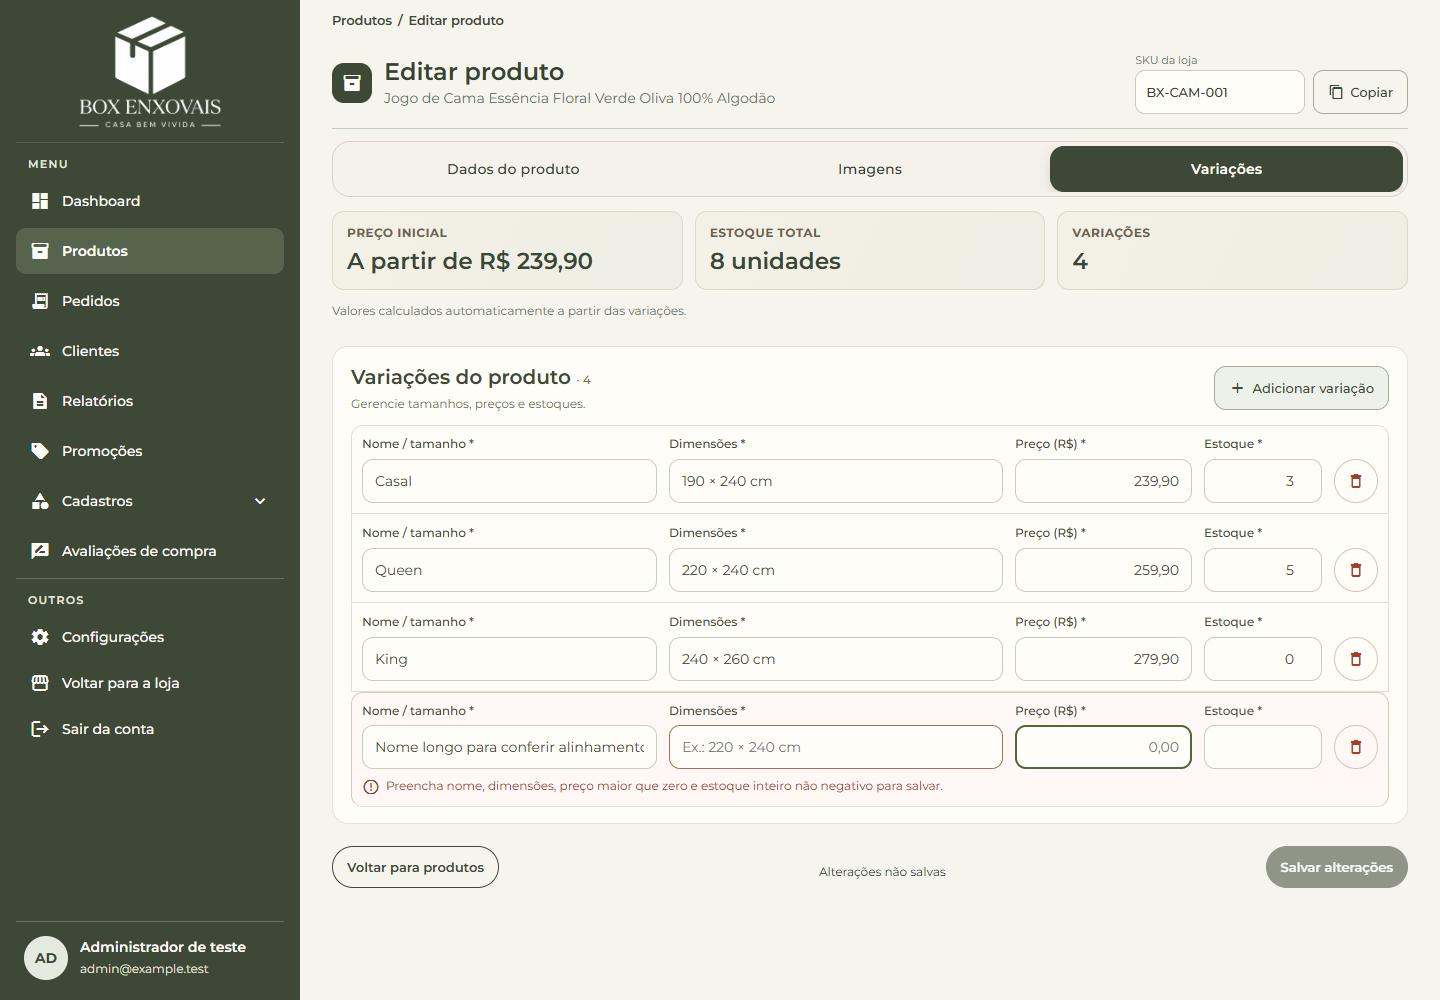 BOX ENXOVAIS
CASA BEM VIVIDA
MENU
Dashboard
Produtos
Pedidos
Clientes
Relatórios
Promoções
Cadastros
Avaliações de compra
OUTROS
Configurações
Voltar para a loja
Sair da conta
AD
Administrador de teste
admin@example.test
Produtos / Editar produto
Editar produto
Jogo de Cama Essência Floral Verde Oliva 100% Algodão
SKU da loja
BX-CAM-001
Copiar
Dados do produto
Imagens
Variações
PREÇO INICIAL
A partir de R$ 239,90
ESTOQUE TOTAL
8 unidades
VARIAÇÕES
4
Valores calculados automaticamente a partir das variações.
Variações do produto · 4
Gerencie tamanhos, preços e estoques.
Adicionar variação
Nome / tamanho * Dimensões * Preço (R$) * Estoque *
Casal 190 × 240 cm 239,90 3
Nome / tamanho * Dimensões * Preço (R$) * Estoque *
Queen 220 × 240 cm 259,90 5
Nome / tamanho * Dimensões * Preço (R$) * Estoque *
King 240 × 260 cm 279,90 0
Nome / tamanho * Dimensões * Preço (R$) * Estoque *
Nome longo para conferir alinhamento Ex.: 220 × 240 cm 0,00
Preencha nome, dimensões, preço maior que zero e estoque inteiro não negativo para salvar.
Voltar para produtos
Alterações não salvas
Salvar alterações